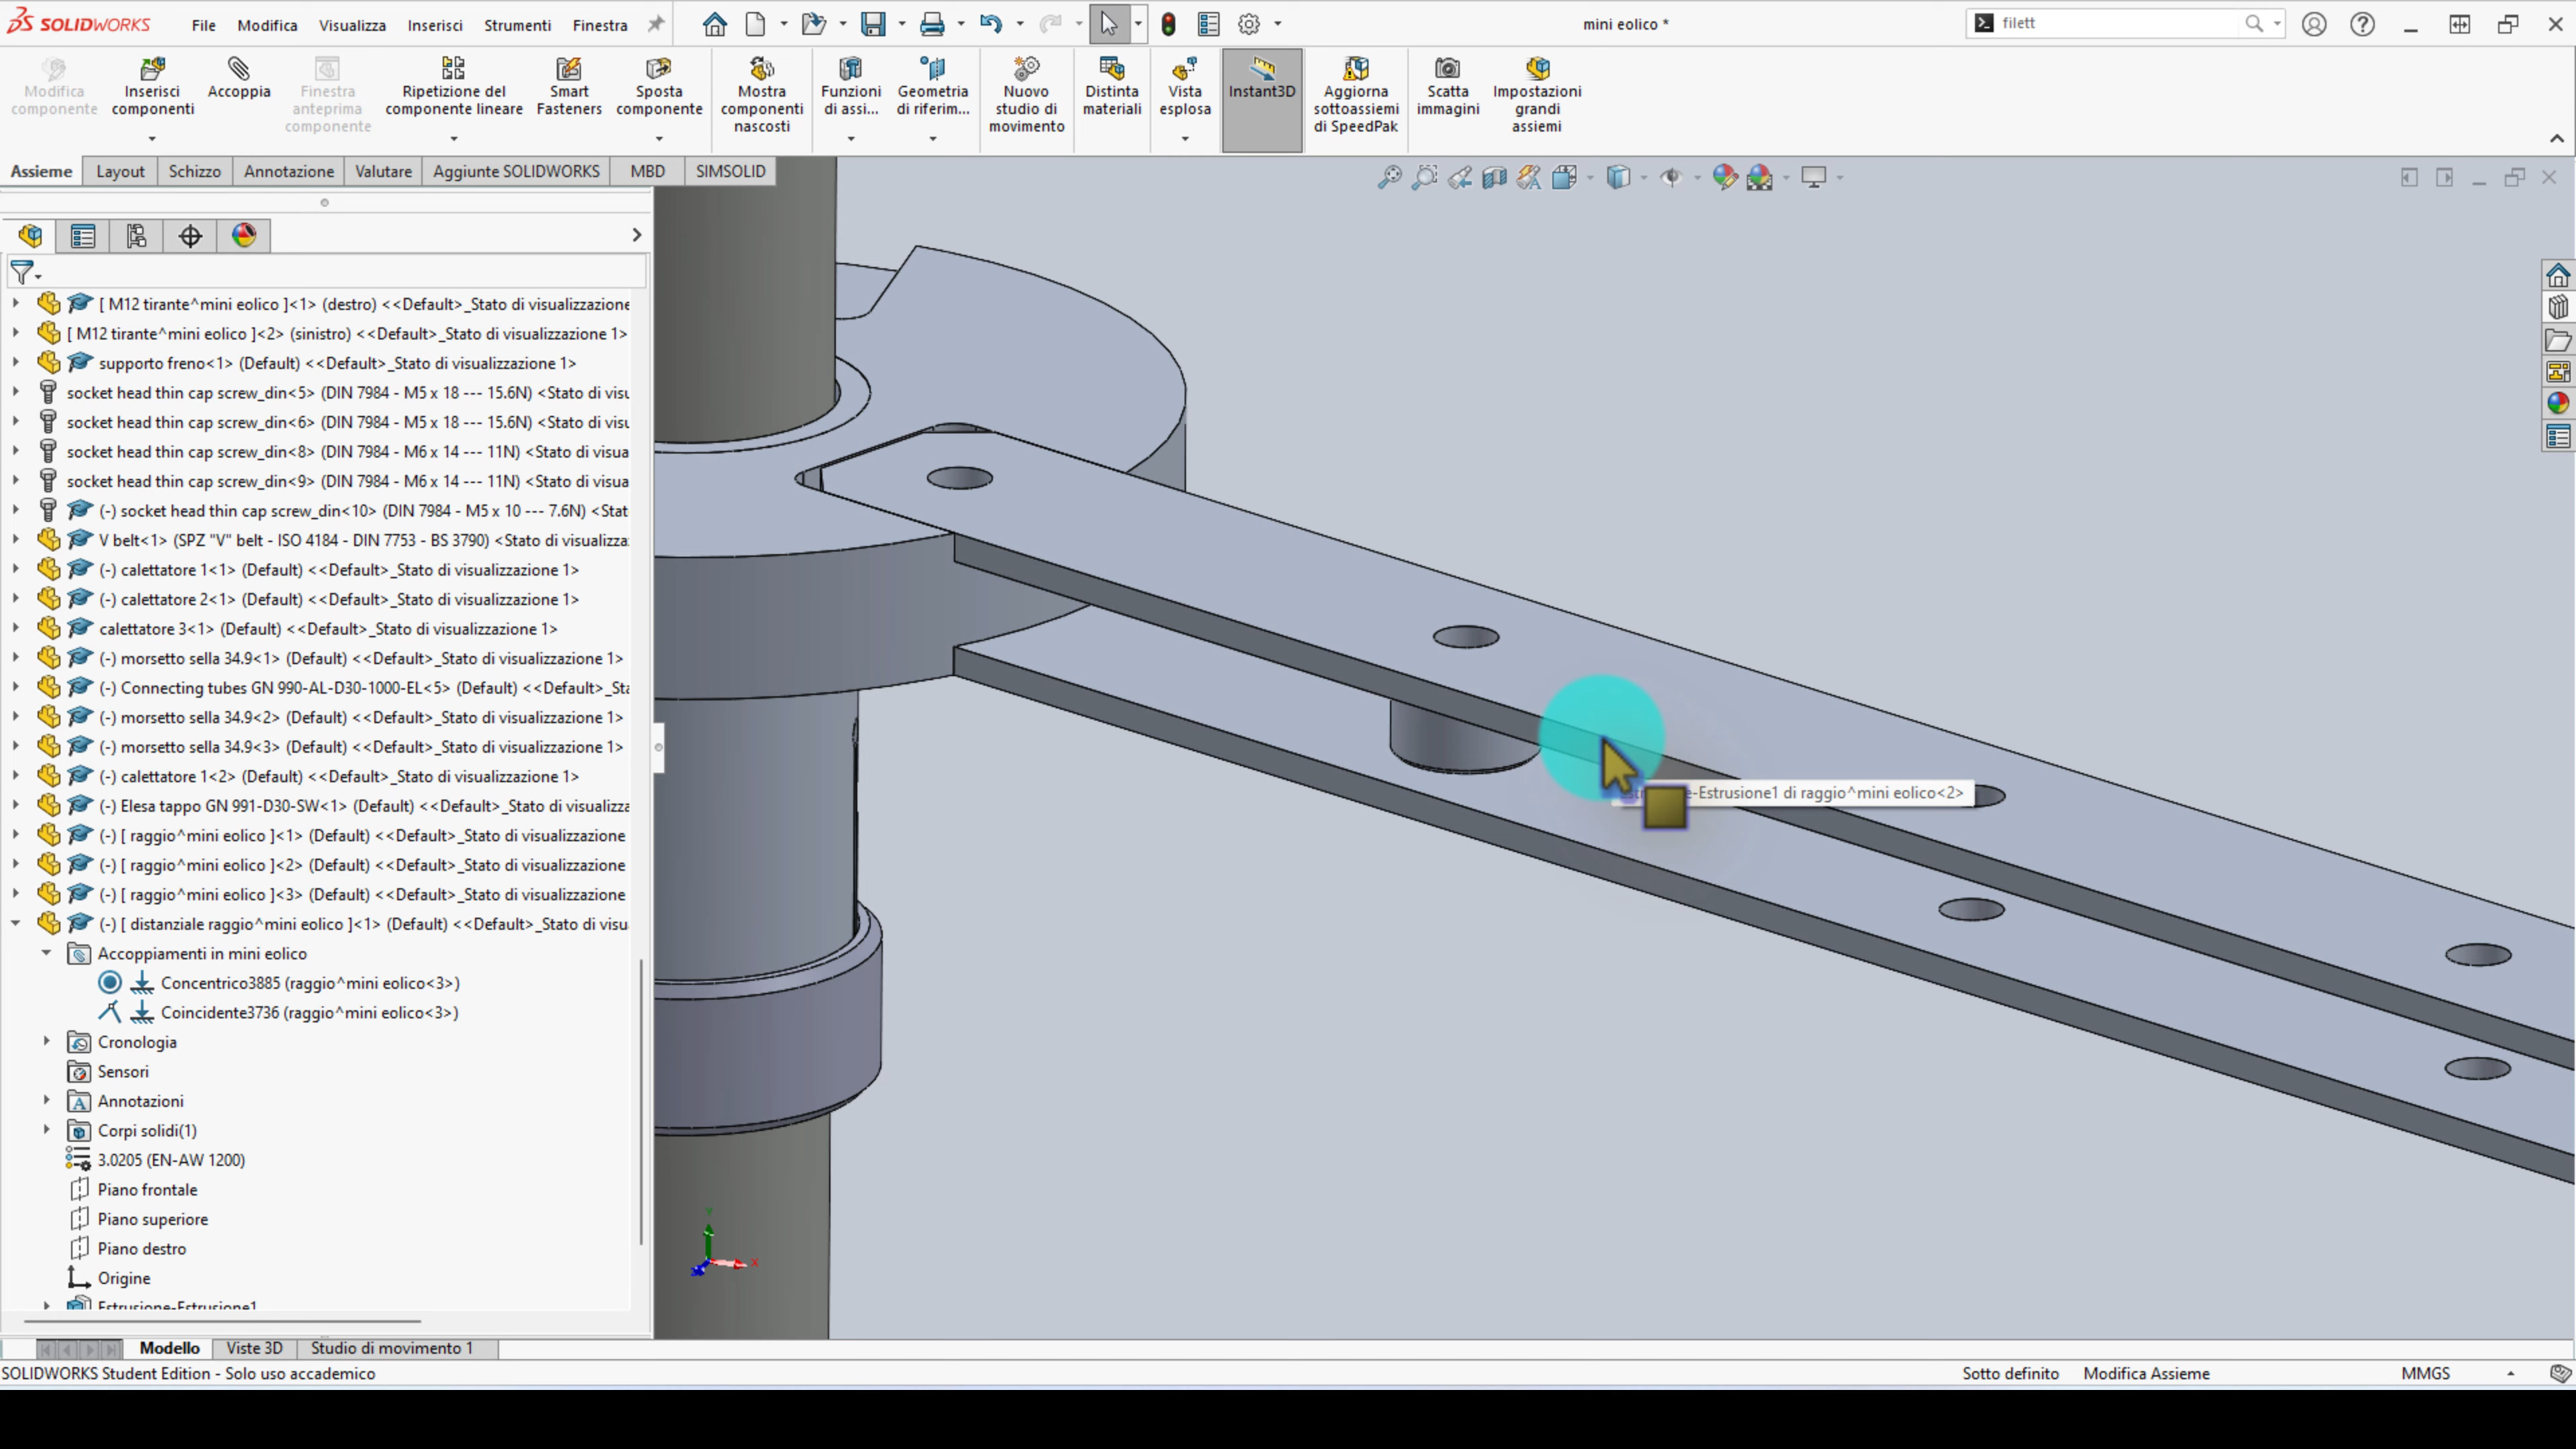 SOLIDWORKS File Modifica Visualizza Inserisci Strumenti Finestra mini eolico * filett
Modifica componente
Inserisci componenti
Accoppia
Finestra anteprima componente
Ripetizione del componente lineare
Smart Fasteners
Sposta componente
Mostra componenti nascosti
Funzioni di assi...
Geometria di riferim...
Nuovo studio di movimento
Distinta materiali
Vista esplosa
Instant3D
Aggiorna sottoassiemi di SpeedPak
Scatta immagini
Impostazioni grandi assiemi
Assieme Layout Schizzo Annotazione Valutare Aggiunte SOLIDWORKS MBD SIMSOLID
[ M12 tirante^mini eolico ]<1> (destro) <<Default>_Stato di visualizzazione
[ M12 tirante^mini eolico ]<2> (sinistro) <<Default>_Stato di visualizzazione 1>
supporto freno<1> (Default) <<Default>_Stato di visualizzazione 1>
socket head thin cap screw_din<5> (DIN 7984 - M5 x 18 --- 15.6N) <Stato di visu
socket head thin cap screw_din<6> (DIN 7984 - M5 x 18 --- 15.6N) <Stato di visu
socket head thin cap screw_din<8> (DIN 7984 - M6 x 14 --- 11N) <Stato di visua
socket head thin cap screw_din<9> (DIN 7984 - M6 x 14 --- 11N) <Stato di visua
(-) socket head thin cap screw_din<10> (DIN 7984 - M5 x 10 --- 7.6N) <Stat
V belt<1> (SPZ "V" belt - ISO 4184 - DIN 7753 - BS 3790) <Stato di visualizza
(-) calettatore 1<1> (Default) <<Default>_Stato di visualizzazione 1>
(-) calettatore 2<1> (Default) <<Default>_Stato di visualizzazione 1>
calettatore 3<1> (Default) <<Default>_Stato di visualizzazione 1>
(-) morsetto sella 34.9<1> (Default) <<Default>_Stato di visualizzazione 1>
(-) Connecting tubes GN 990-AL-D30-1000-EL<5> (Default) <<Default>_Sta
(-) morsetto sella 34.9<2> (Default) <<Default>_Stato di visualizzazione 1>
(-) morsetto sella 34.9<3> (Default) <<Default>_Stato di visualizzazione 1>
(-) calettatore 1<2> (Default) <<Default>_Stato di visualizzazione 1>
(-) Elesa tappo GN 991-D30-SW<1> (Default) <<Default>_Stato di visualizza
(-) [ raggio^mini eolico ]<1> (Default) <<Default>_Stato di visualizzazione
(-) [ raggio^mini eolico ]<2> (Default) <<Default>_Stato di visualizzazione
(-) [ raggio^mini eolico ]<3> (Default) <<Default>_Stato di visualizzazione
(-) [ distanziale raggio^mini eolico ]<1> (Default) <<Default>_Stato di visu
Accoppiamenti in mini eolico
Concentrico3885 (raggio^mini eolico<3>)
Coincidente3736 (raggio^mini eolico<3>)
Cronologia
Sensori
Annotazioni
Corpi solidi(1)
3.0205 (EN-AW 1200)
Piano frontale
Piano superiore
Piano destro
Origine
Estrusione-Estrusione1
e-Estrusione1 di raggio^mini eolico<2>
Y
X
Modello Viste 3D Studio di movimento 1
SOLIDWORKS Student Edition - Solo uso accademico Sotto definito Modifica Assieme MMGS